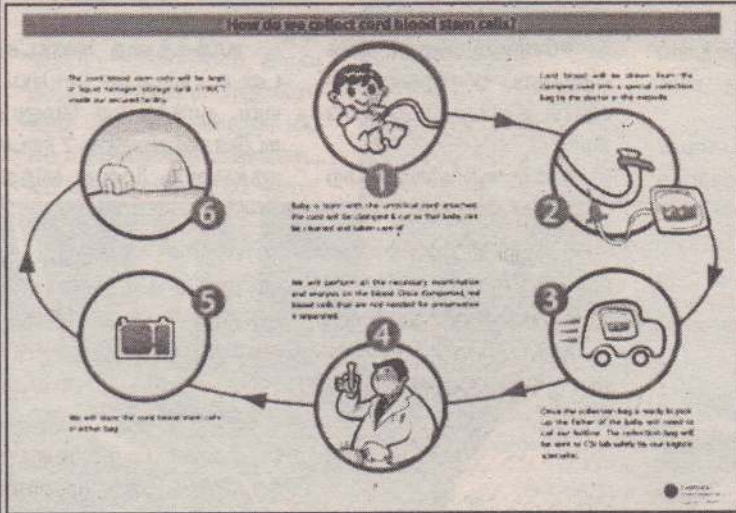 How do we collect cord blood stem cells?
1
Baby is born with the umbilical cord attached
the cord will be clamped & cut so that baby can
be cleaned and taken care of
Cord blood will be drawn from the
clamped cord into a special collection
bag by the doctor or the midwife
2
3
Once the collection bag is ready to pick
up the father of the baby will need to
call our hotline. The collection bag will
be sent to lab safely by our logistic
specialist.
We will perform all the necessary examination
and analysis on the blood. Once component, red
blood cells that are not needed for preservation
is separated.
4
5
We will store the cord blood stem cells
in either bag
The cord blood stem cells will be kept
in liquid nitrogen storage tank (-196C°)
inside our secured facility.
6